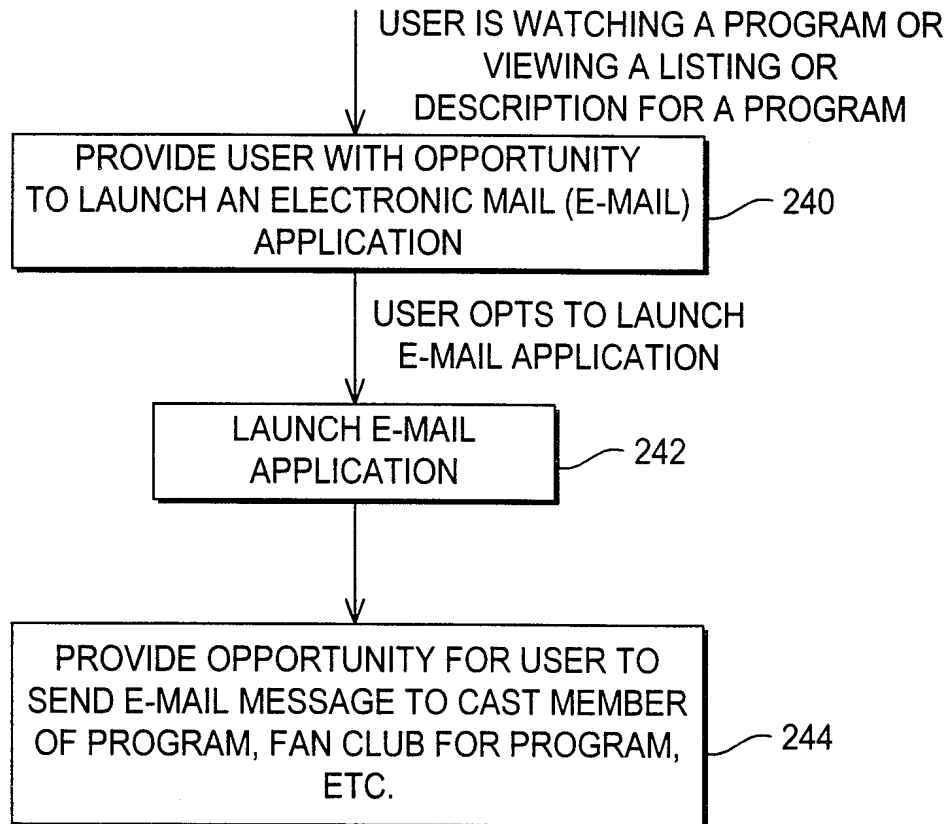 USER IS WATCHING A PROGRAM OR
VIEWING A LISTING OR
DESCRIPTION FOR A PROGRAM
PROVIDE USER WITH OPPORTUNITY
TO LAUNCH AN ELECTRONIC MAIL (E-MAIL)
APPLICATION
240
USER OPTS TO LAUNCH
E-MAIL APPLICATION
LAUNCH E-MAIL
APPLICATION
242
PROVIDE OPPORTUNITY FOR USER TO
SEND E-MAIL MESSAGE TO CAST MEMBER
OF PROGRAM, FAN CLUB FOR PROGRAM,
ETC.
244